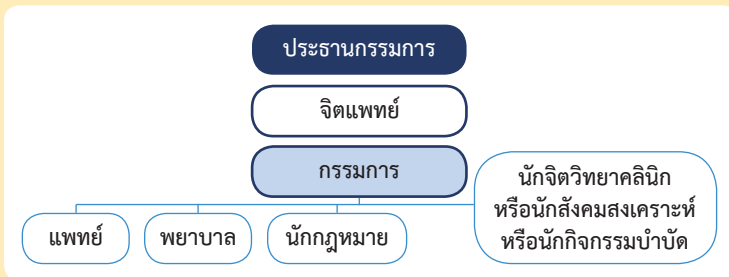 ประธานกรรมการ
จิตแพทย์
กรรมการ
แพทย์
พยาบาล
นักกฎหมาย
นักจิตวิทยาคลินิก
หรือนักสังคมสงเคราะห์
หรือนักกิจกรรมบำบัด